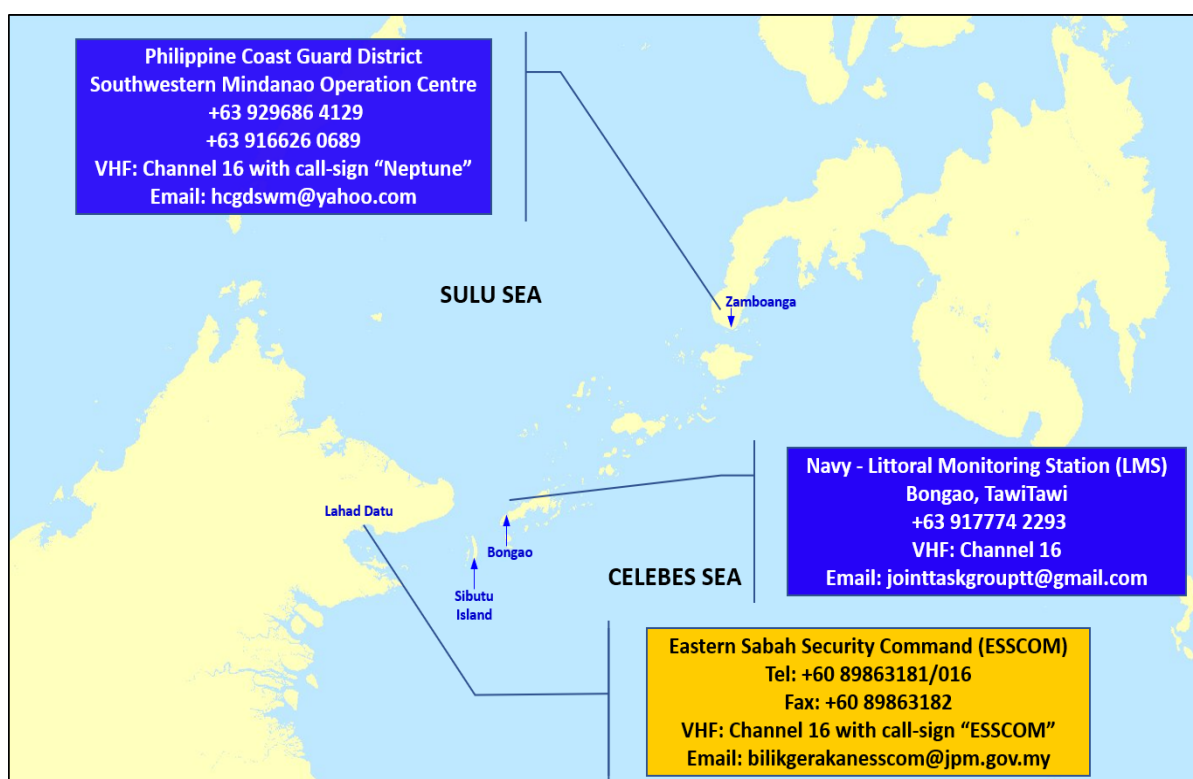 Philippine Coast Guard District
Southwestern Mindanao Operation Centre
+63 929686 4129
+63 916626 0689
VHF: Channel 16 with call-sign “Neptune”
Email: hcgdswm@yahoo.com
SULU SEA
Zamboanga
Navy - Littoral Monitoring Station (LMS)
Bongao, TawiTawi
+63 917774 2293
VHF: Channel 16
Email: jointtaskgrouptt@gmail.com
Lahad Datu
Bongao
CELEBES SEA
Sibutu
Island
Eastern Sabah Security Command (ESSCOM)
Tel: +60 89863181/016
Fax: +60 89863182
VHF: Channel 16 with call-sign “ESSCOM”
Email: bilikgerakanesscom@jpm.gov.my